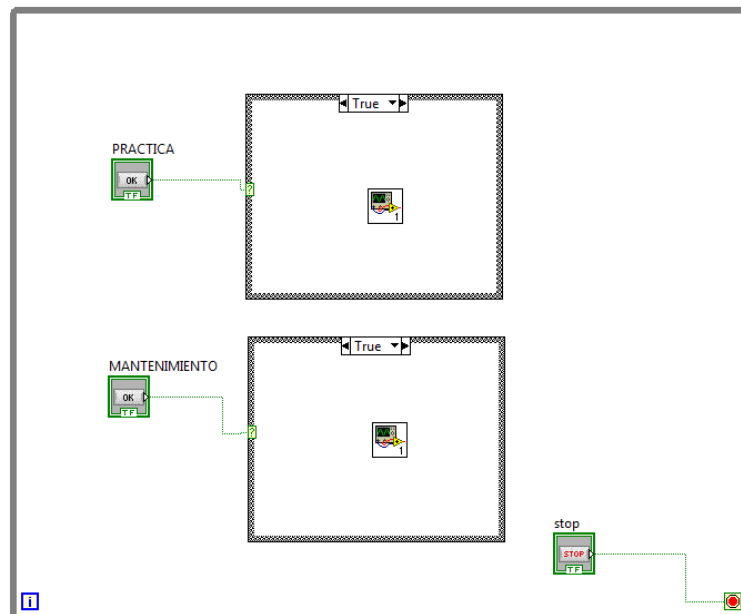 True
PRACTICA
OK
TF
?
1
True
MANTENIMIENTO
OK
TF
?
1
stop
STOP
TF
i